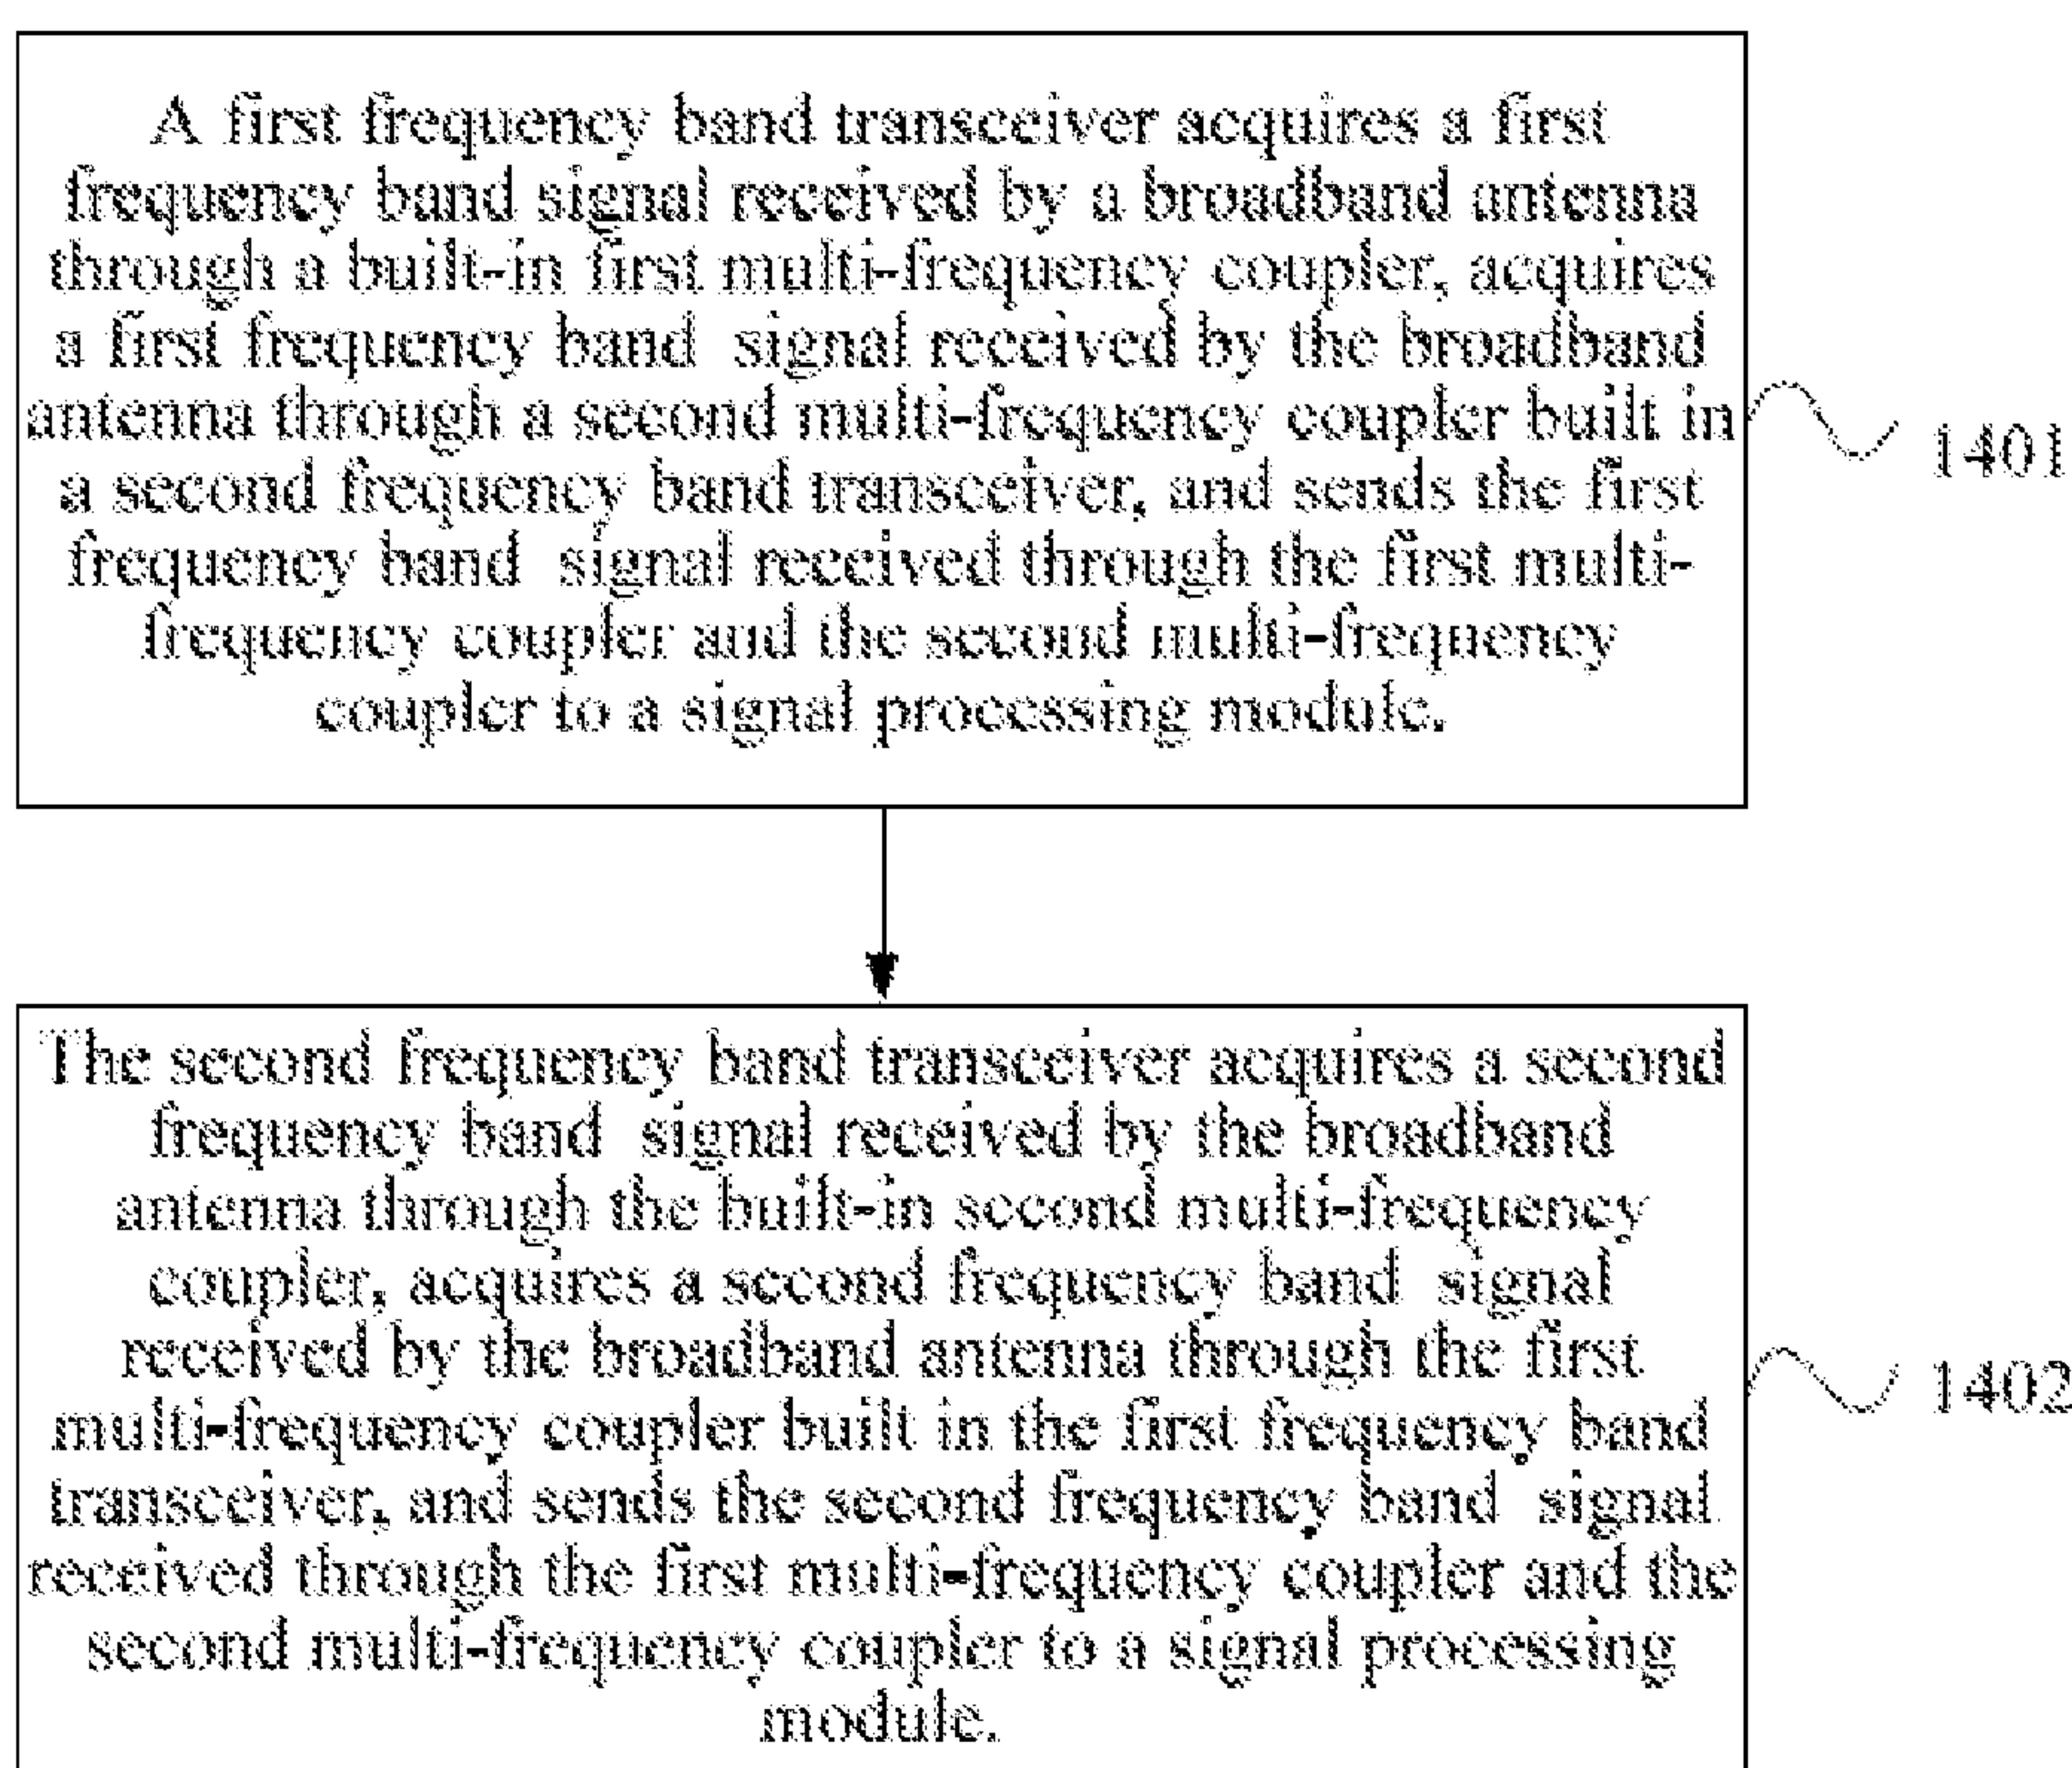 A first frequency band transceiver acquires a first
frequency band signal received by a broadband antenna
through a built-in first multi-frequency coupler, acquires
a first frequency band signal received by the broadband
antenna through a second multi-frequency coupler built in
a second frequency band transceiver, and sends the first
frequency band signal received through the first multi-
frequency coupler and the second multi-frequency
coupler to a signal processing module.
1401
The second frequency band transceiver acquires a second
frequency band signal received by the broadband
antenna through the built-in second multi-frequency
coupler, acquires a second frequency band signal
received by the broadband antenna through the first
multi-frequency coupler built in the first frequency band
transceiver, and sends the second frequency band signal
received through the first multi-frequency coupler and the
second multi-frequency coupler to a signal processing
module.
1402